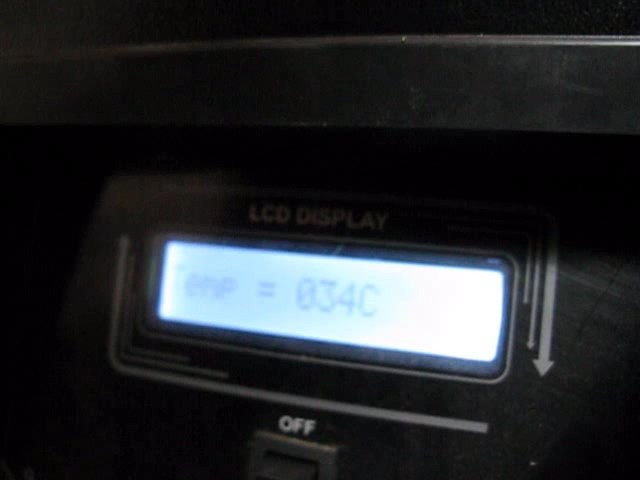 LCD DISPLAY
Temp = 034C
OFF